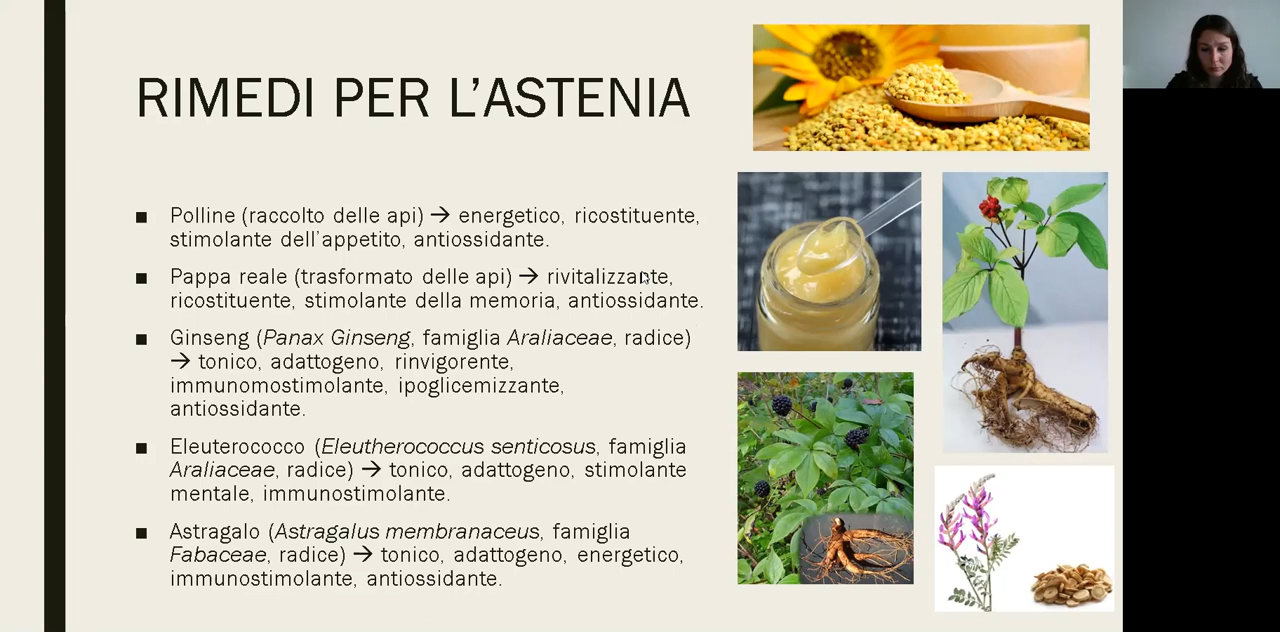 RIMEDI PER L’ASTENIA
■ Polline (raccolto delle api) → energetico, ricostituente,
stimolante dell’appetito, antiossidante.
■ Pappa reale (trasformato delle api) → rivitalizzante,
ricostituente, stimolante della memoria, antiossidante.
■ Ginseng (Panax Ginseng, famiglia Araliaceae, radice)
→ tonico, adattogeno, rinvigorente,
immunomostimolante, ipoglicemizzante,
antiossidante.
■ Eleuterococco (Eleutherococcus senticosus, famiglia
Araliaceae, radice) → tonico, adattogeno, stimolante
mentale, immunostimolante.
■ Astragalo (Astragalus membranaceus, famiglia
Fabaceae, radice) → tonico, adattogeno, energetico,
immunostimolante, antiossidante.